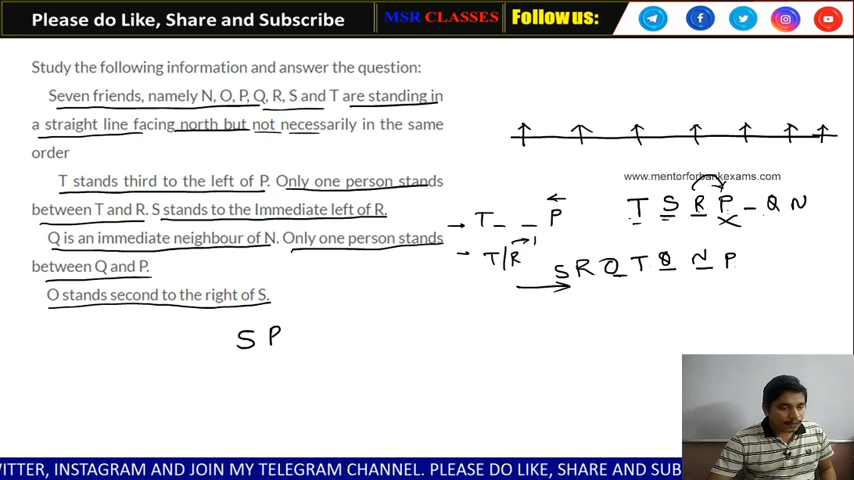 Please do Like, Share and Subscribe MSR CLASSES Follow us:
Study the following information and answer the question:
Seven friends, namely N, O, P, Q, R, S and T are standing in
a straight line facing north but not necessarily in the same
order
T stands third to the left of P. Only one person stands
between T and R. S stands to the Immediate left of R.
Q is an immediate neighbour of N. Only one person stands
between Q and P.
O stands second to the right of S.
www.mentorforbankexams.com
T S R P _ Q N
T _ _ P
T/R
S R O T Q N P
S P
WITTER, INSTAGRAM AND JOIN MY TELEGRAM CHANNEL. PLEASE DO LIKE, SHARE AND SUB